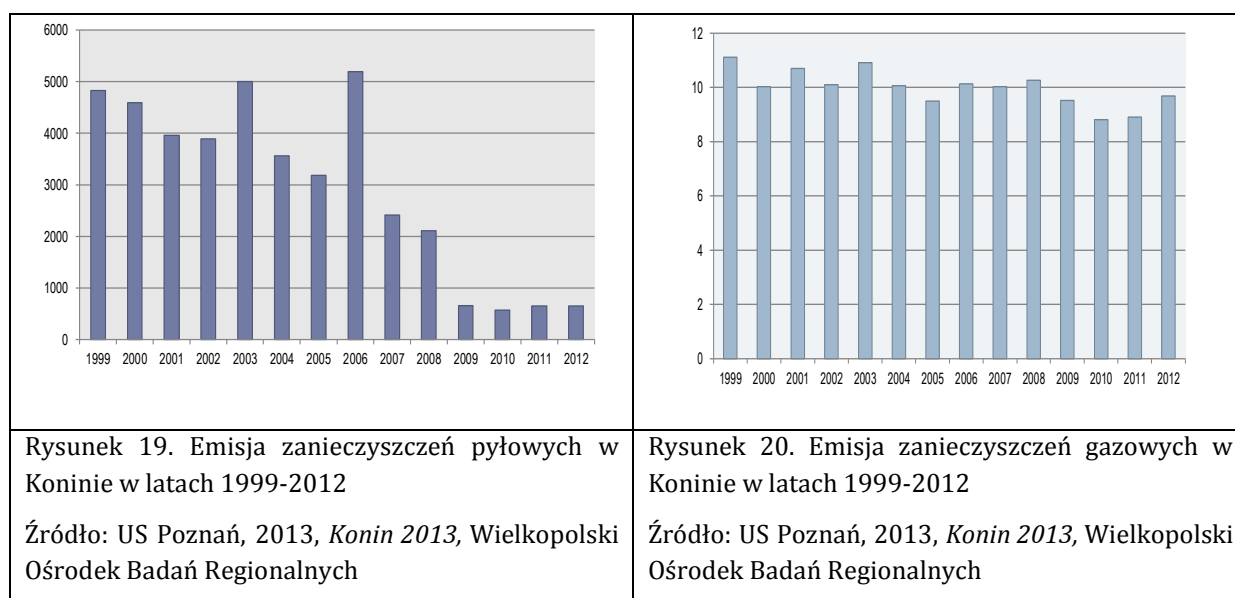 6000
5000
4000
3000
2000
1000
0
1999 2000 2001 2002 2003 2004 2005 2006 2007 2008 2009 2010 2011 2012
12
10
8
6
4
2
0
1999 2000 2001 2002 2003 2004 2005 2006 2007 2008 2009 2010 2011 2012
Rysunek 19. Emisja zanieczyszczeń pyłowych w
Koninie w latach 1999-2012
Źródło: US Poznań, 2013, Konin 2013, Wielkopolski
Ośrodek Badań Regionalnych
Rysunek 20. Emisja zanieczyszczeń gazowych w
Koninie w latach 1999-2012
Źródło: US Poznań, 2013, Konin 2013, Wielkopolski
Ośrodek Badań Regionalnych